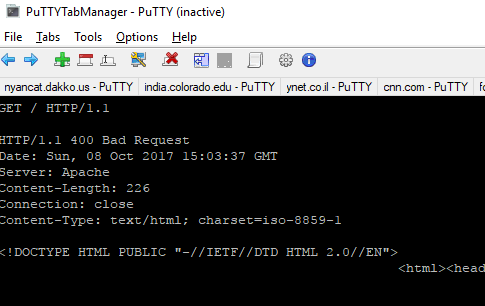 PuTTYTabManager - PuTTY (inactive)
File Tabs Tools Options Help
nyancat.dakko.us - PuTTY india.colorado.edu - PuTTY ynet.co.il - PuTTY cnn.com - PuTTY
GET / HTTP/1.1
HTTP/1.1 400 Bad Request
Date: Sun, 08 Oct 2017 15:03:37 GMT
Server: Apache
Content-Length: 226
Connection: close
Content-Type: text/html; charset=iso-8859-1
<!DOCTYPE HTML PUBLIC "-//IETF//DTD HTML 2.0//EN">
<html><head